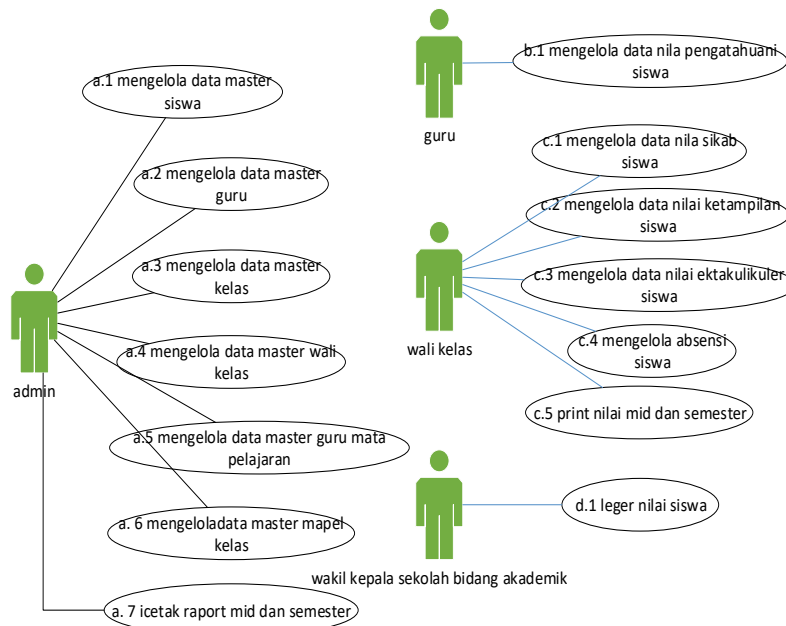 a.1 mengelola data master
siswa
a.2 mengelola data master
guru
a.3 mengelola data master
kelas
a.4 mengelola data master wali
kelas
a.5 mengelola data master guru mata
pelajaran
a. 6 mengeloladata master mapel
kelas
a. 7 icetak raport mid dan semester
admin
b.1 mengelola data nila pengatahuani
siswa
guru
c.1 mengelola data nila sikab
siswa
c.2 mengelola data nilai ketampilan
siswa
c.3 mengelola data nilai ektakulikuler
siswa
c.4 mengelola absensi
siswa
c.5 print nilai mid dan semester
wali kelas
d.1 leger nilai siswa
wakil kepala sekolah bidang akademik